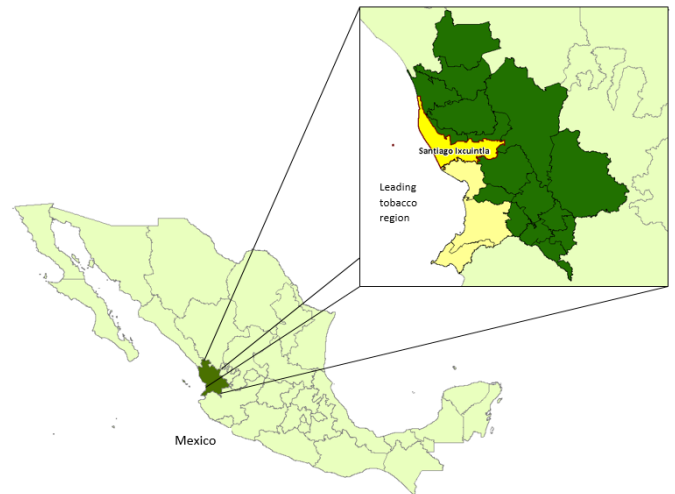 Santiago Ixcuintla
Leading
tobacco
region
Mexico